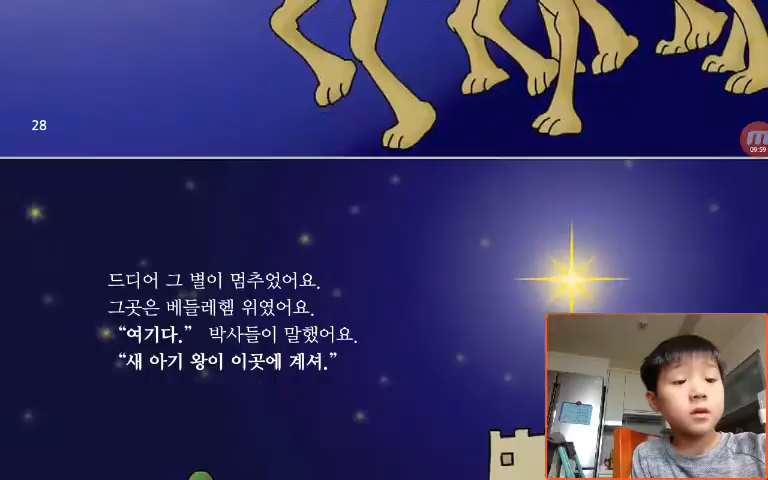 28
09:59
드디어 그 별이 멈추었어요.
그곳은 베들레헴 위였어요.
“여기다.” 박사들이 말했어요.
“새 아기 왕이 이곳에 계셔.”